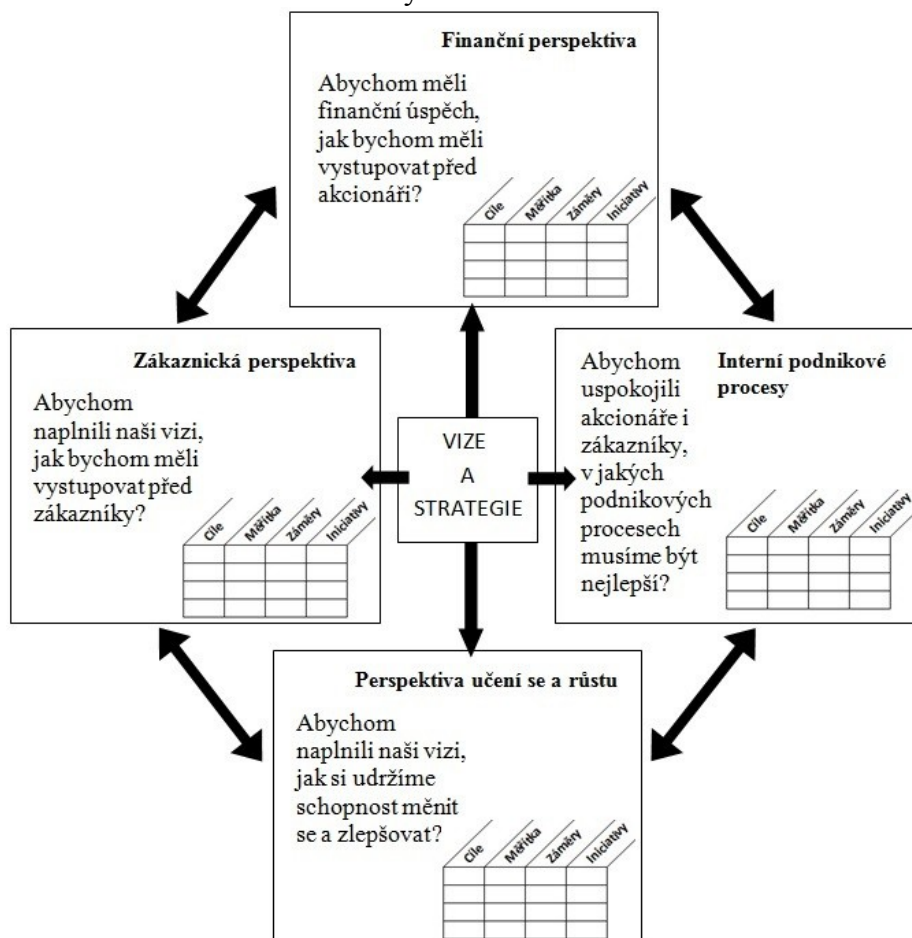 Finanční perspektiva
Abychom měli
finanční úspěch,
jak bychom měli
vystupovat před
akcionáři?
Cíle Měřítka Záměry Iniciativy
Zákaznická perspektiva
Abychom
naplnili naši vizi,
jak bychom měli
vystupovat před
zákazníky?
Cíle Měřítka Záměry Iniciativy
VIZE
A
STRATEGIE
Interní podnikové
procesy
Abychom
uspokojili
akcionáře i
zákazníky,
v jakých
podnikových
procesech
musíme být
nejlepší?
Cíle Měřítka Záměry Iniciativy
Perspektiva učení se a růstu
Abychom
naplnili naši vizi,
jak si udržíme
schopnost měnit
se a zlepšovat?
Cíle Měřítka Záměry Iniciativy